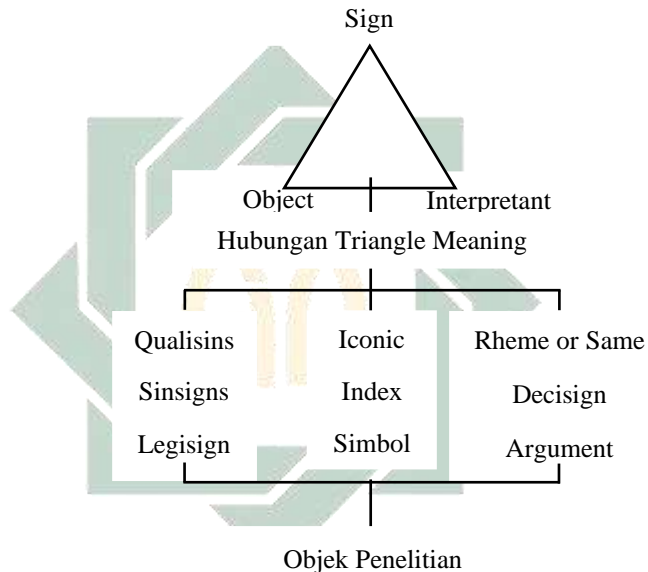 Sign
Object Interpretant
Hubungan Triangle Meaning
Qualisins Iconic Rheme or Same
Sinsigns Index Decisign
Legisign Simbol Argument
Objek Penelitian